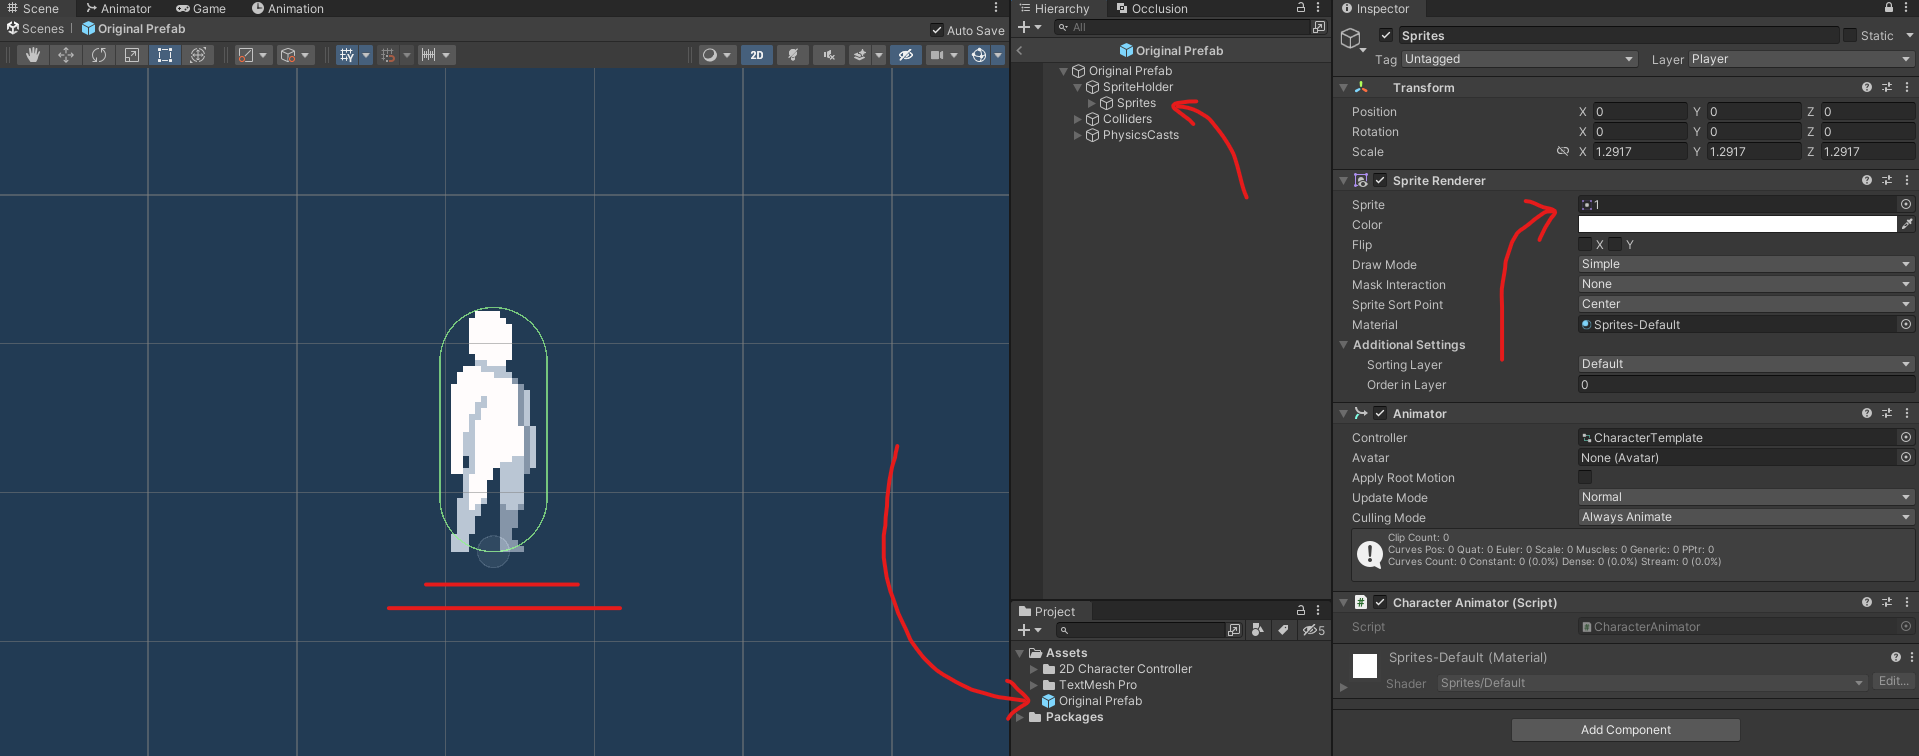 Scene Animator Game Animation
Scenes Original Prefab Auto Save
2D
Hierarchy Occlusion
All
Original Prefab
Original Prefab
SpriteHolder
Sprites
Colliders
PhysicsCasts
Project
5
Assets
2D Character Controller
TextMesh Pro
Original Prefab
Packages
Inspector
Sprites Static
Tag Untagged Layer Player
Transform
Position X 0 Y 0 Z 0
Rotation X 0 Y 0 Z 0
Scale X 1.2917 Y 1.2917 Z 1.2917
Sprite Renderer
Sprite 1
Color
Flip X Y
Draw Mode Simple
Mask Interaction None
Sprite Sort Point Center
Material Sprites-Default
Additional Settings
Sorting Layer Default
Order in Layer 0
Animator
Controller CharacterTemplate
Avatar None (Avatar)
Apply Root Motion
Update Mode Normal
Culling Mode Always Animate
Clip Count: 0
Curves Pos: 0 Quat: 0 Euler: 0 Scale: 0 Muscles: 0 Generic: 0 PPtr: 0
Curves Count: 0 Constant: 0 (0.0%) Dense: 0 (0.0%) Stream: 0 (0.0%)
Character Animator (Script)
Script CharacterAnimator
Sprites-Default (Material)
Shader Sprites/Default Edit...
Add Component